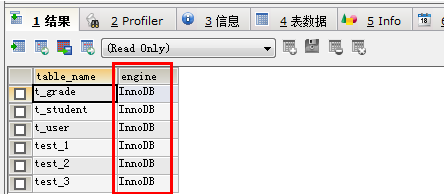 1 结果 2 Profiler 3 信息 4 表数据 5 Info
(Read Only)
table_name engine
t_grade InnoDB
t_student InnoDB
t_user InnoDB
test_1 InnoDB
test_2 InnoDB
test_3 InnoDB